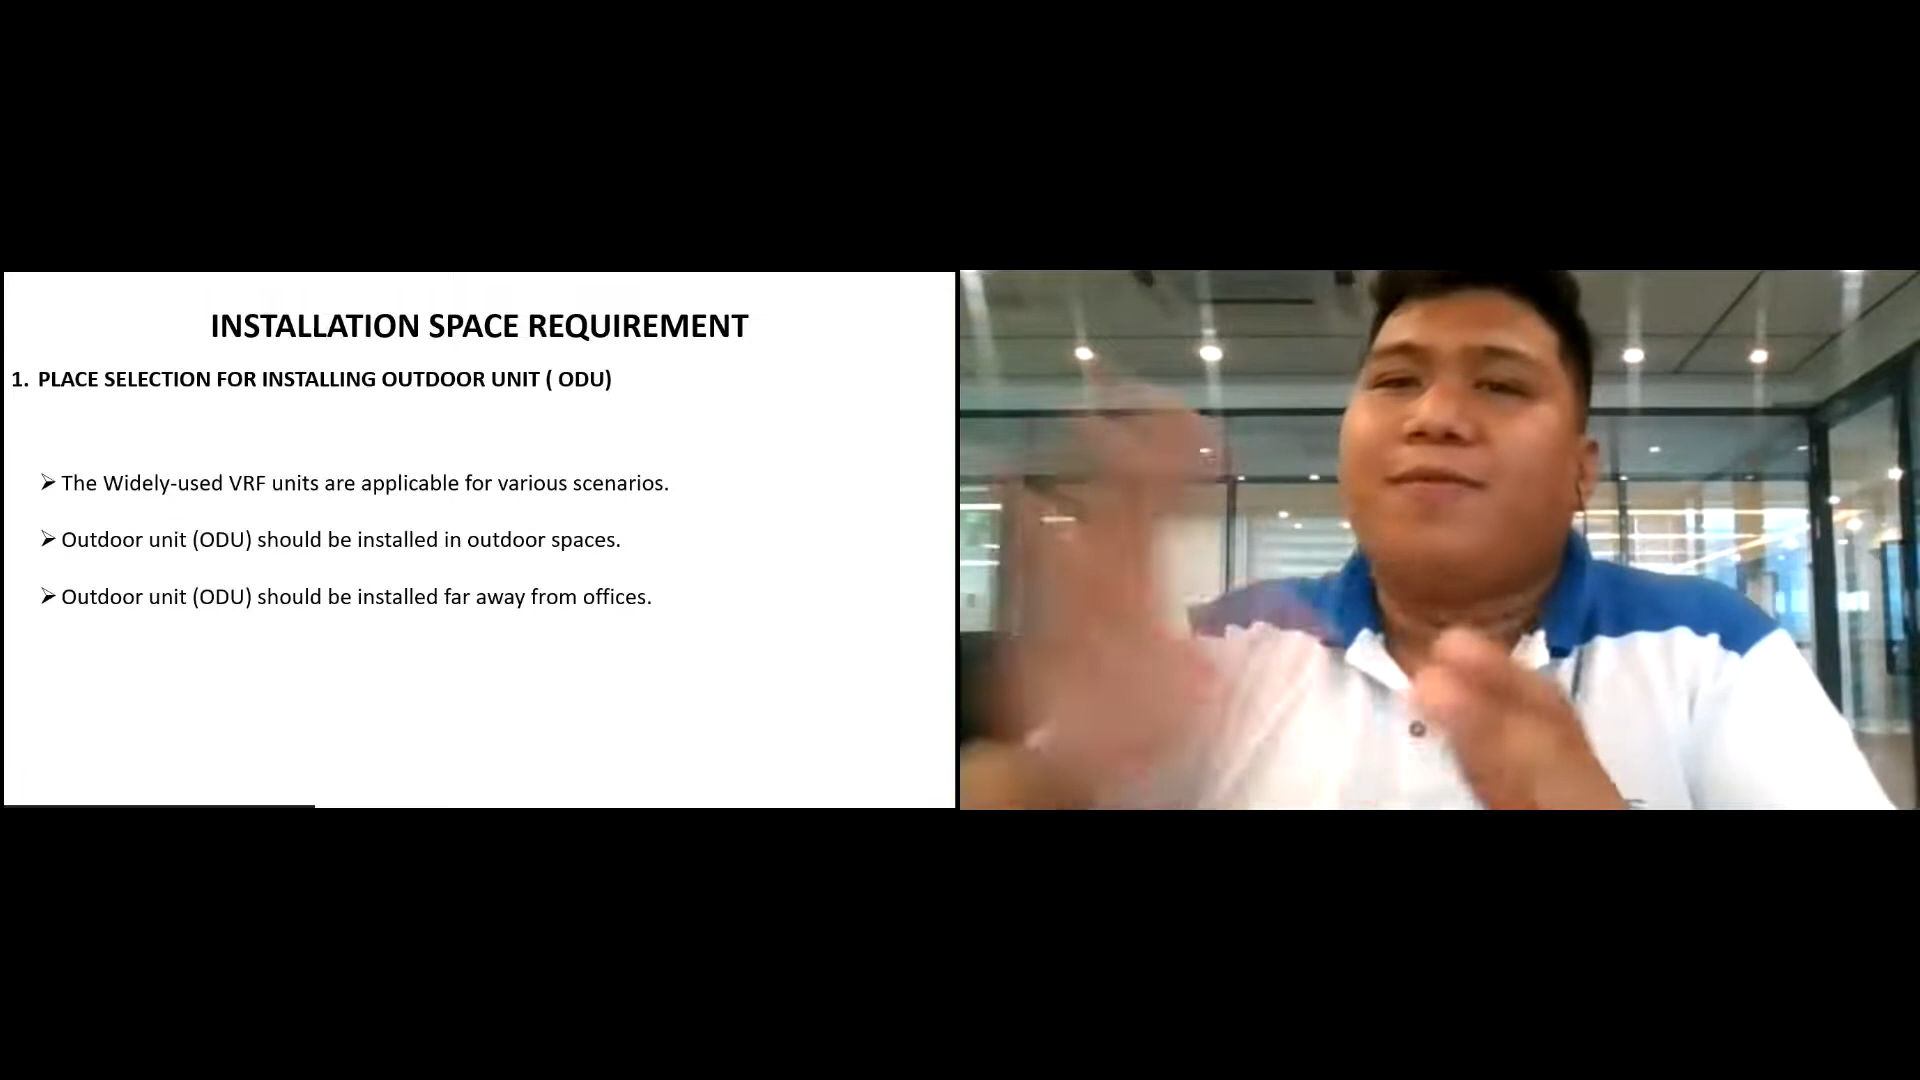 INSTALLATION SPACE REQUIREMENT
1. PLACE SELECTION FOR INSTALLING OUTDOOR UNIT ( ODU)
➢ The Widely-used VRF units are applicable for various scenarios.
➢ Outdoor unit (ODU) should be installed in outdoor spaces.
➢ Outdoor unit (ODU) should be installed far away from offices.